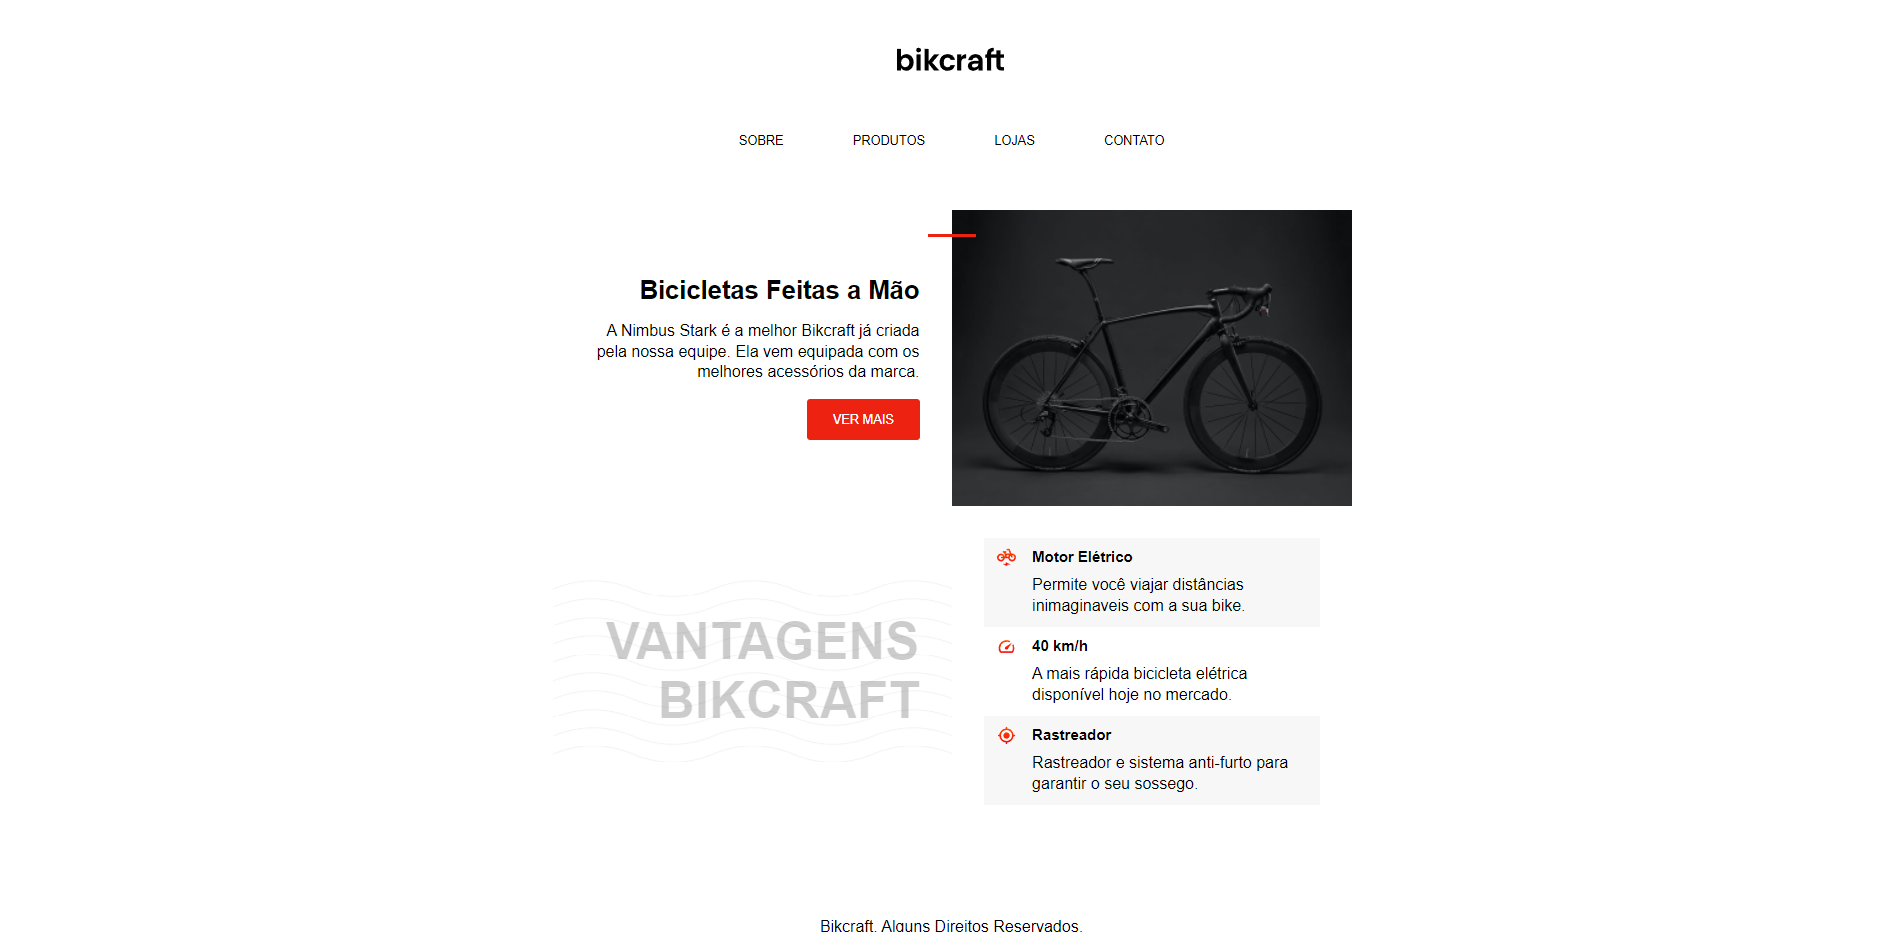 bikcraft
SOBRE PRODUTOS LOJAS CONTATO
Bicicletas Feitas a Mão
A Nimbus Stark é a melhor Bikcraft já criada
pela nossa equipe. Ela vem equipada com os
melhores acessórios da marca.
VER MAIS
VANTAGENS
BIKCRAFT
Motor Elétrico
Permite você viajar distâncias
inimaginaveis com a sua bike.
40 km/h
A mais rápida bicicleta elétrica
disponível hoje no mercado.
Rastreador
Rastreador e sistema anti-furto para
garantir o seu sossego.
Bikcraft. Alguns Direitos Reservados.